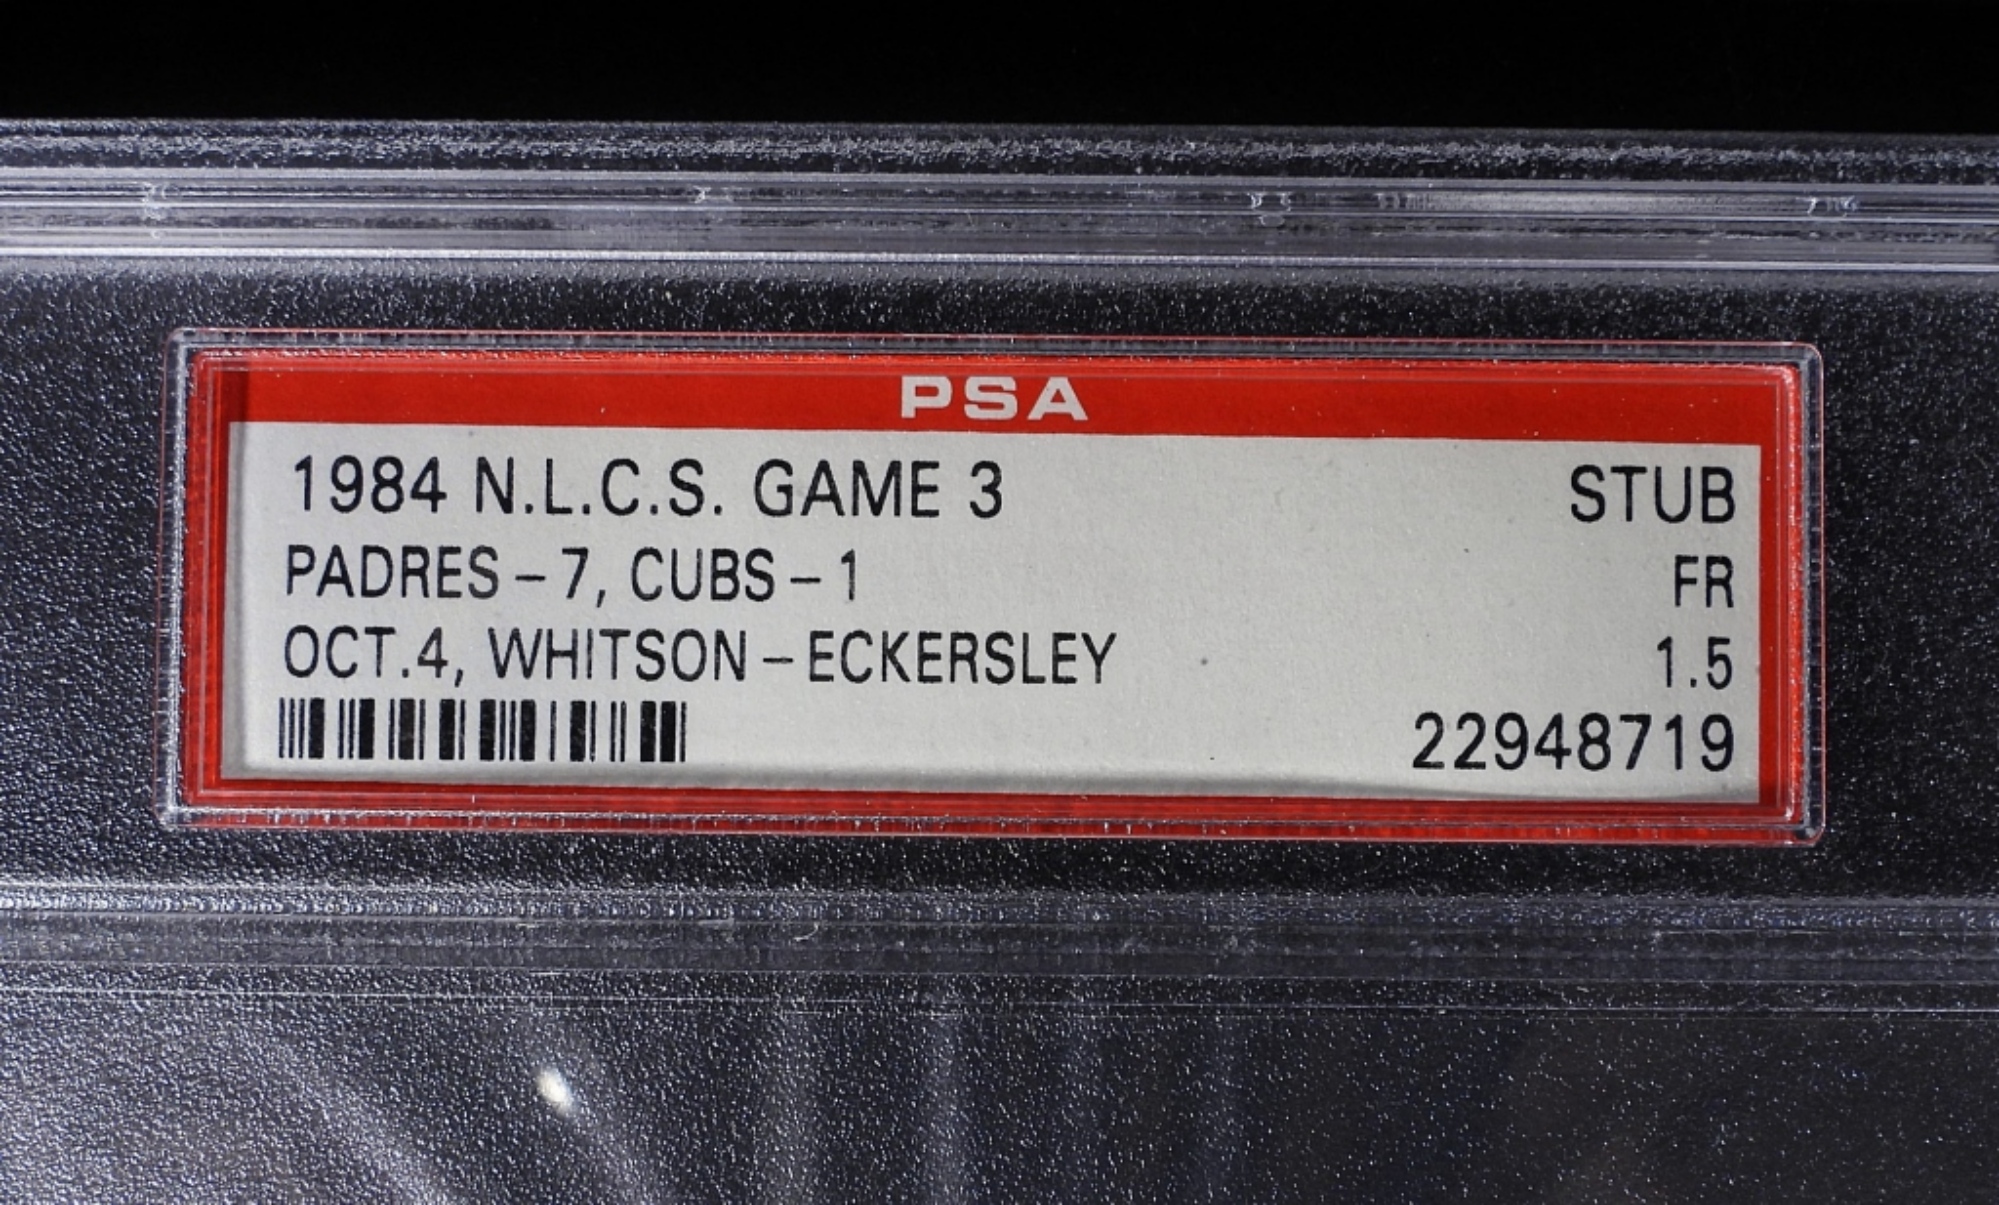 PSA
1984 N.L.C.S. GAME 3 STUB
PADRES – 7, CUBS – 1 FR
OCT.4, WHITSON – ECKERSLEY 1.5
22948719